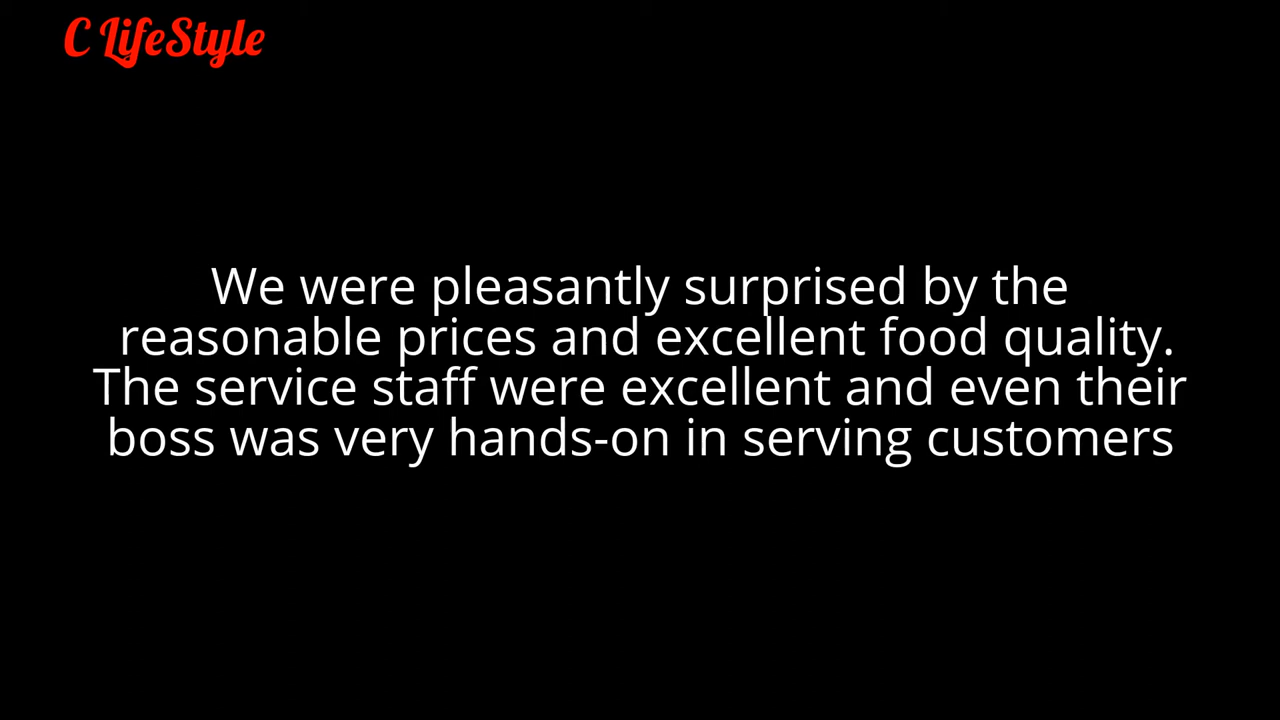 C LifeStyle
We were pleasantly surprised by the
reasonable prices and excellent food quality.
The service staff were excellent and even their
boss was very hands-on in serving customers